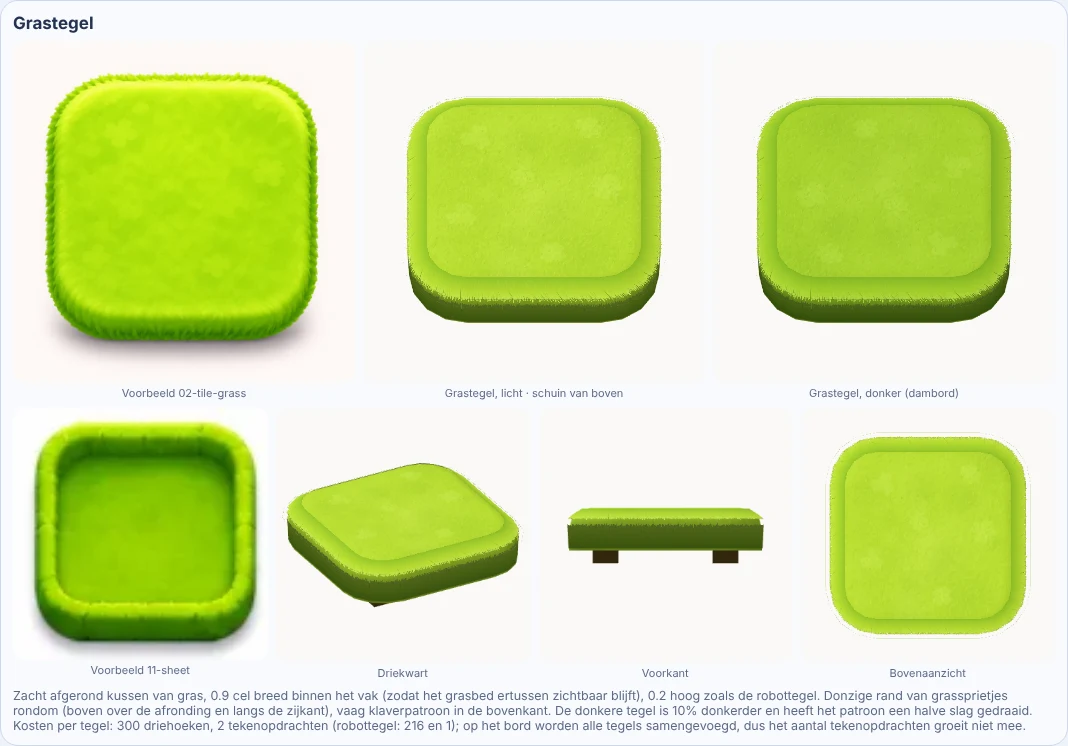 Grastegel
Voorbeeld 02-tile-grass
Grastegel, licht · schuin van boven
Grastegel, donker (dambord)
Voorbeeld 11-sheet
Driekwart
Voorkant
Bovenaanzicht
Zacht afgerond kussen van gras, 0.9 cel breed binnen het vak (zodat het grasbed ertussen zichtbaar blijft), 0.2 hoog zoals de robottegel. Donzige rand van grassprietjes
rondom (boven over de afronding en langs de zijkant), vaag klaverpatroon in de bovenkant. De donkere tegel is 10% donkerder en heeft het patroon een halve slag gedraaid.
Kosten per tegel: 300 driehoeken, 2 tekenopdrachten (robottegel: 216 en 1); op het bord worden alle tegels samengevoegd, dus het aantal tekenopdrachten groeit niet mee.